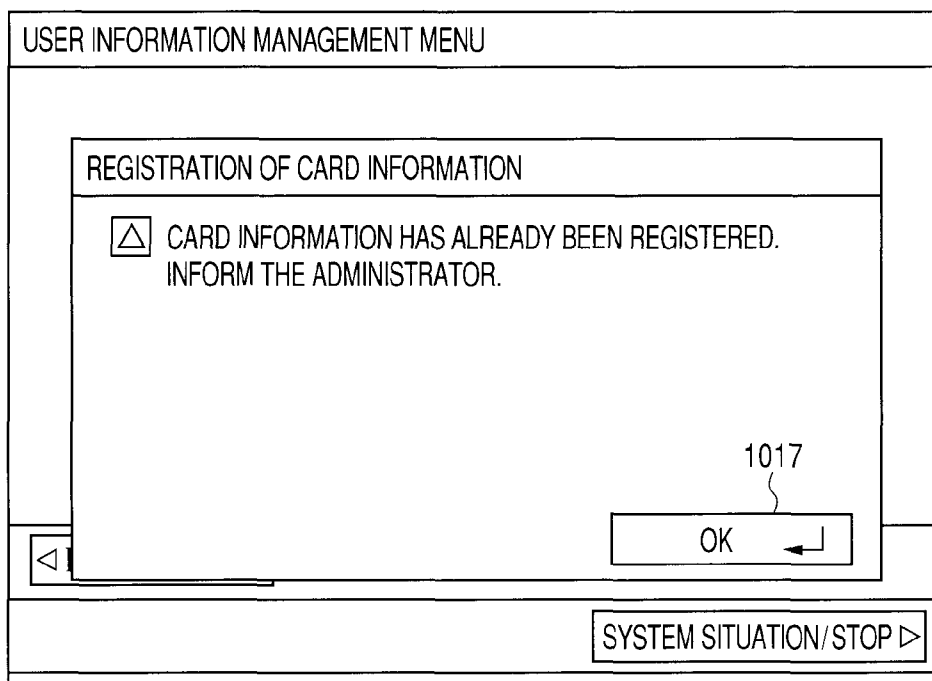 USER INFORMATION MANAGEMENT MENU
REGISTRATION OF CARD INFORMATION
CARD INFORMATION HAS ALREADY BEEN REGISTERED.
INFORM THE ADMINISTRATOR.
1017
OK
SYSTEM SITUATION/STOP